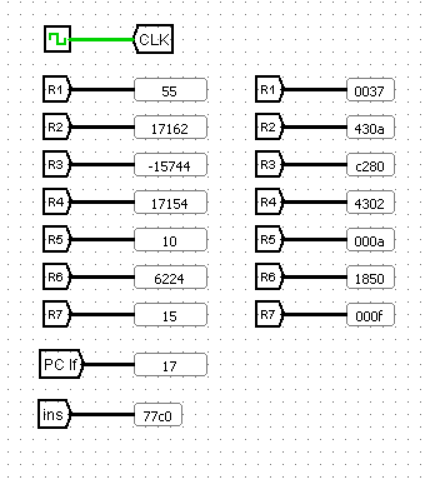 CLK
R1 55 R1 0037
R2 17162 R2 430a
R3 -15744 R3 c280
R4 17154 R4 4302
R5 10 R5 000a
R6 6224 R6 1850
R7 15 R7 000f
PC If 17
ins 77c0